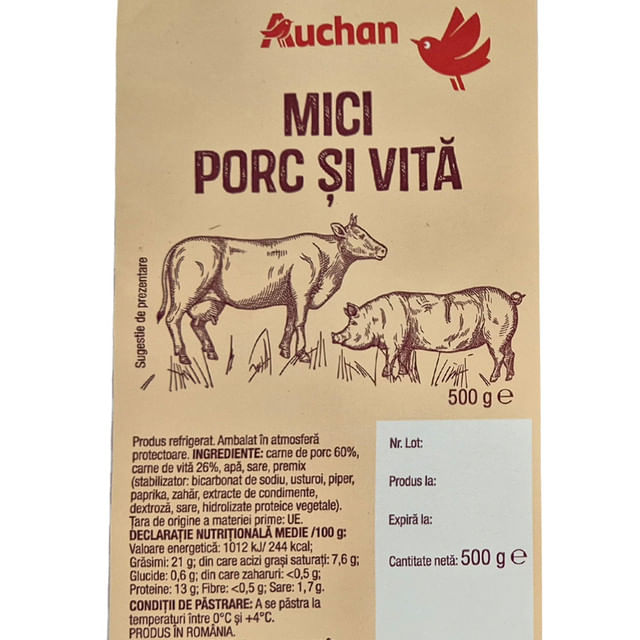 Auchan
MICI
PORC ȘI VITĂ
Sugestie de prezentare
500 g e
Produs refrigerat. Ambalat în atmosferă
protectoare. INGREDIENTE: carne de porc 60%,
carne de vită 26%, apă, sare, premix
(stabilizator: bicarbonat de sodiu, usturoi, piper,
paprika, zahăr, extracte de condimente,
dextroză, sare, hidrolizate proteice vegetale).
Țara de origine a materiei prime: UE.
DECLARAȚIE NUTRIȚIONALĂ MEDIE /100 g:
Valoare energetică: 1012 kJ/ 244 kcal;
Grăsimi: 21 g; din care acizi grași saturați: 7,6 g;
Glucide: 0,6 g; din care zaharuri: <0,5 g;
Proteine: 13 g; Fibre: <0,5 g; Sare: 1,7 g.
CONDIȚII DE PĂSTRARE: A se păstra la
temperaturi între 0°C și +4°C.
PRODUS IN ROMÂNIA.
Nr. Lot:
Produs la:
Expiră la:
Cantitate netă: 500 g e